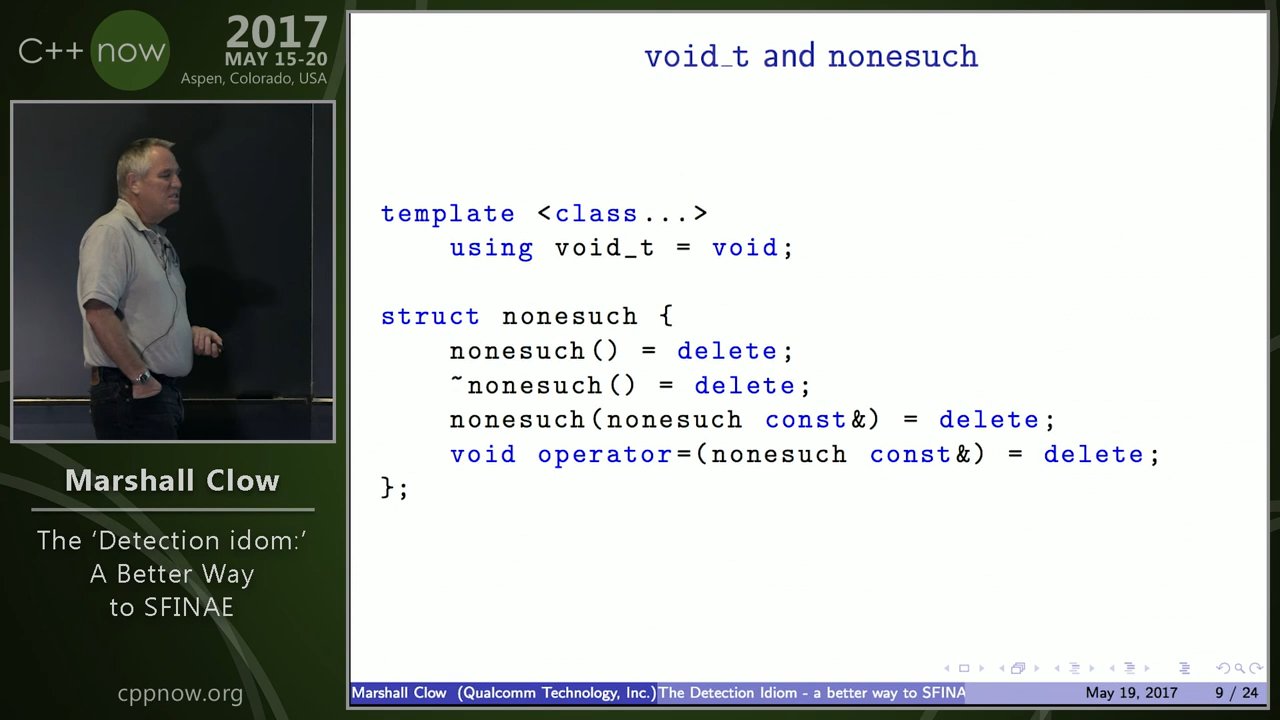 C++ now
2017
MAY 15-20
Aspen, Colorado, USA
Marshall Clow
The ‘Detection idom:’
A Better Way
to SFINAE
cppnow.org
void_t and nonesuch
template <class...>
    using void_t = void;
struct nonesuch {
    nonesuch() = delete;
    ~nonesuch() = delete;
    nonesuch(nonesuch const&) = delete;
    void operator=(nonesuch const&) = delete;
};
Marshall Clow (Qualcomm Technology, Inc.) The Detection Idiom - a better way to SFINA May 19, 2017 9 / 24